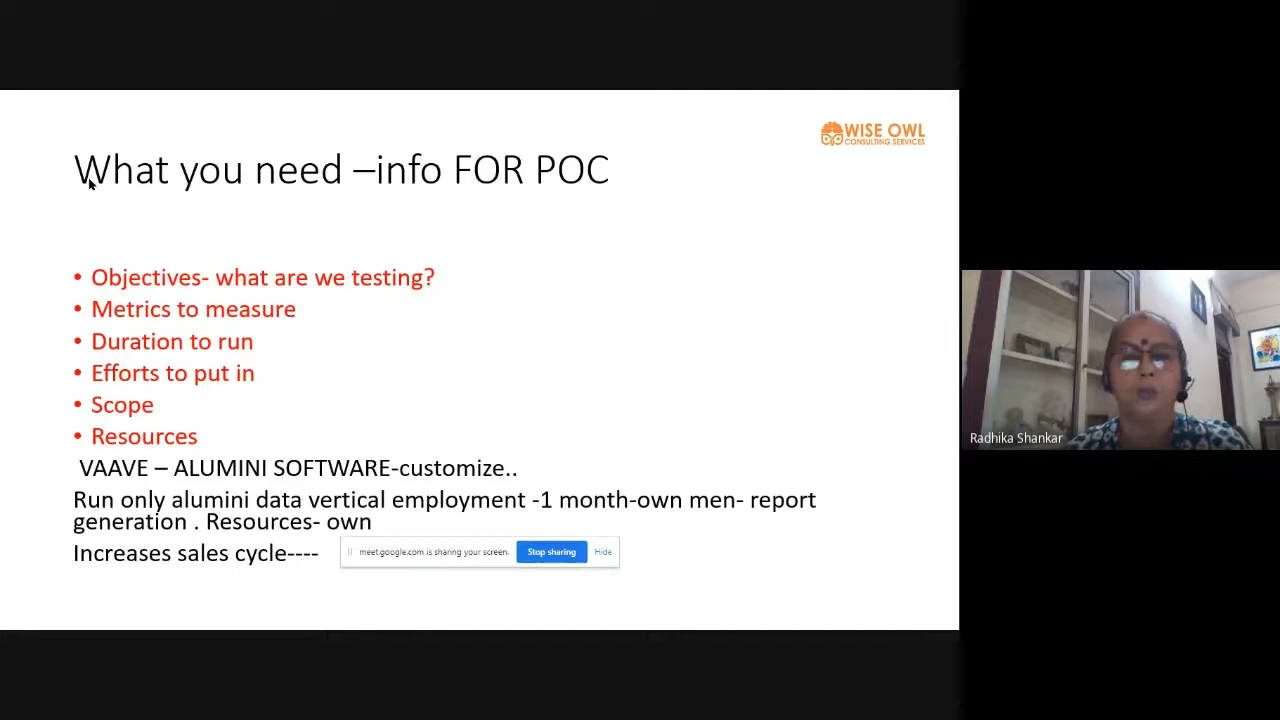 WISE OWL
CONSULTING SERVICES
What you need –info FOR POC
• Objectives- what are we testing?
• Metrics to measure
• Duration to run
• Efforts to put in
• Scope
• Resources
VAAVE – ALUMINI SOFTWARE-customize..
Run only alumini data vertical employment -1 month-own men- report
generation . Resources- own
Increases sales cycle----
meet.google.com is sharing your screen.
Stop sharing
Hide
Radhika Shankar